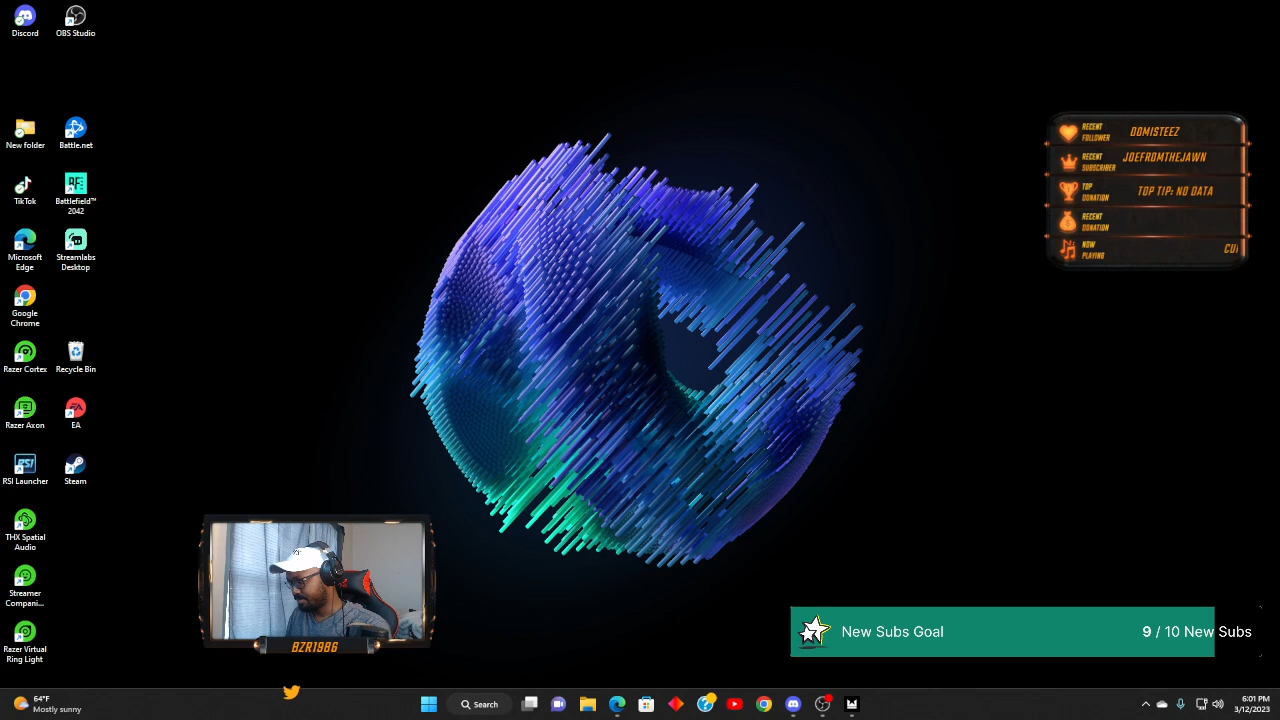 Discord
OBS Studio
New folder
Battle.net
TikTok
Battlefield™
2042
Microsoft
Edge
Streamlabs
Desktop
Google
Chrome
Razer Cortex
Recycle Bin
Razer Axon
EA
RSI Launcher
Steam
THX Spatial
Audio
Streamer
Compani...
Razer Virtual
Ring Light
RECENT
FOLLOWER
OOMISTEEZ
RECENT
SUBSCRIBER
JOEFROMTHEJAWN
TOP
DONATION
TOP TIP: NO DATA
RECENT
DONATION
NOW
PLAYING
BZR1986
New Subs Goal
9 / 10 New Subs
64°F
Mostly sunny
Search
6:01 PM
3/12/2023